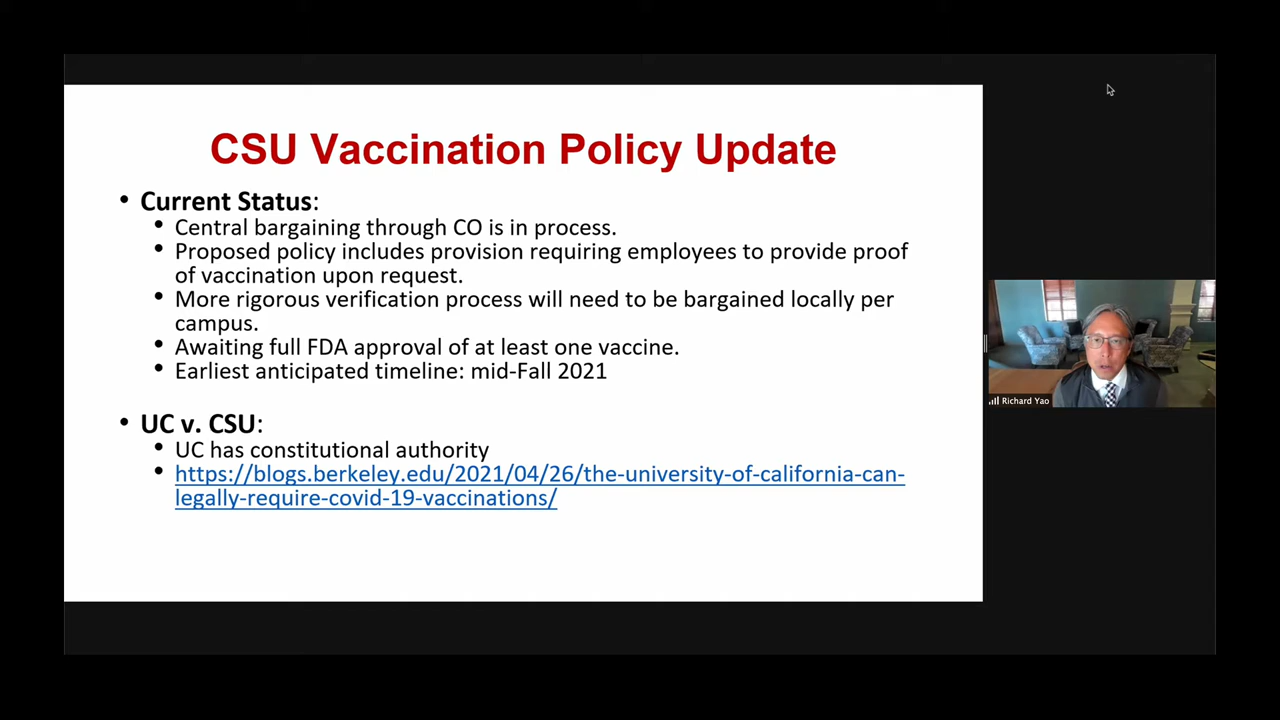 CSU Vaccination Policy Update
• Current Status:
• Central bargaining through CO is in process.
• Proposed policy includes provision requiring employees to provide proof
of vaccination upon request.
• More rigorous verification process will need to be bargained locally per
campus.
• Awaiting full FDA approval of at least one vaccine.
• Earliest anticipated timeline: mid-Fall 2021
• UC v. CSU:
• UC has constitutional authority
• https://blogs.berkeley.edu/2021/04/26/the-university-of-california-can-
legally-require-covid-19-vaccinations/
Richard Yao